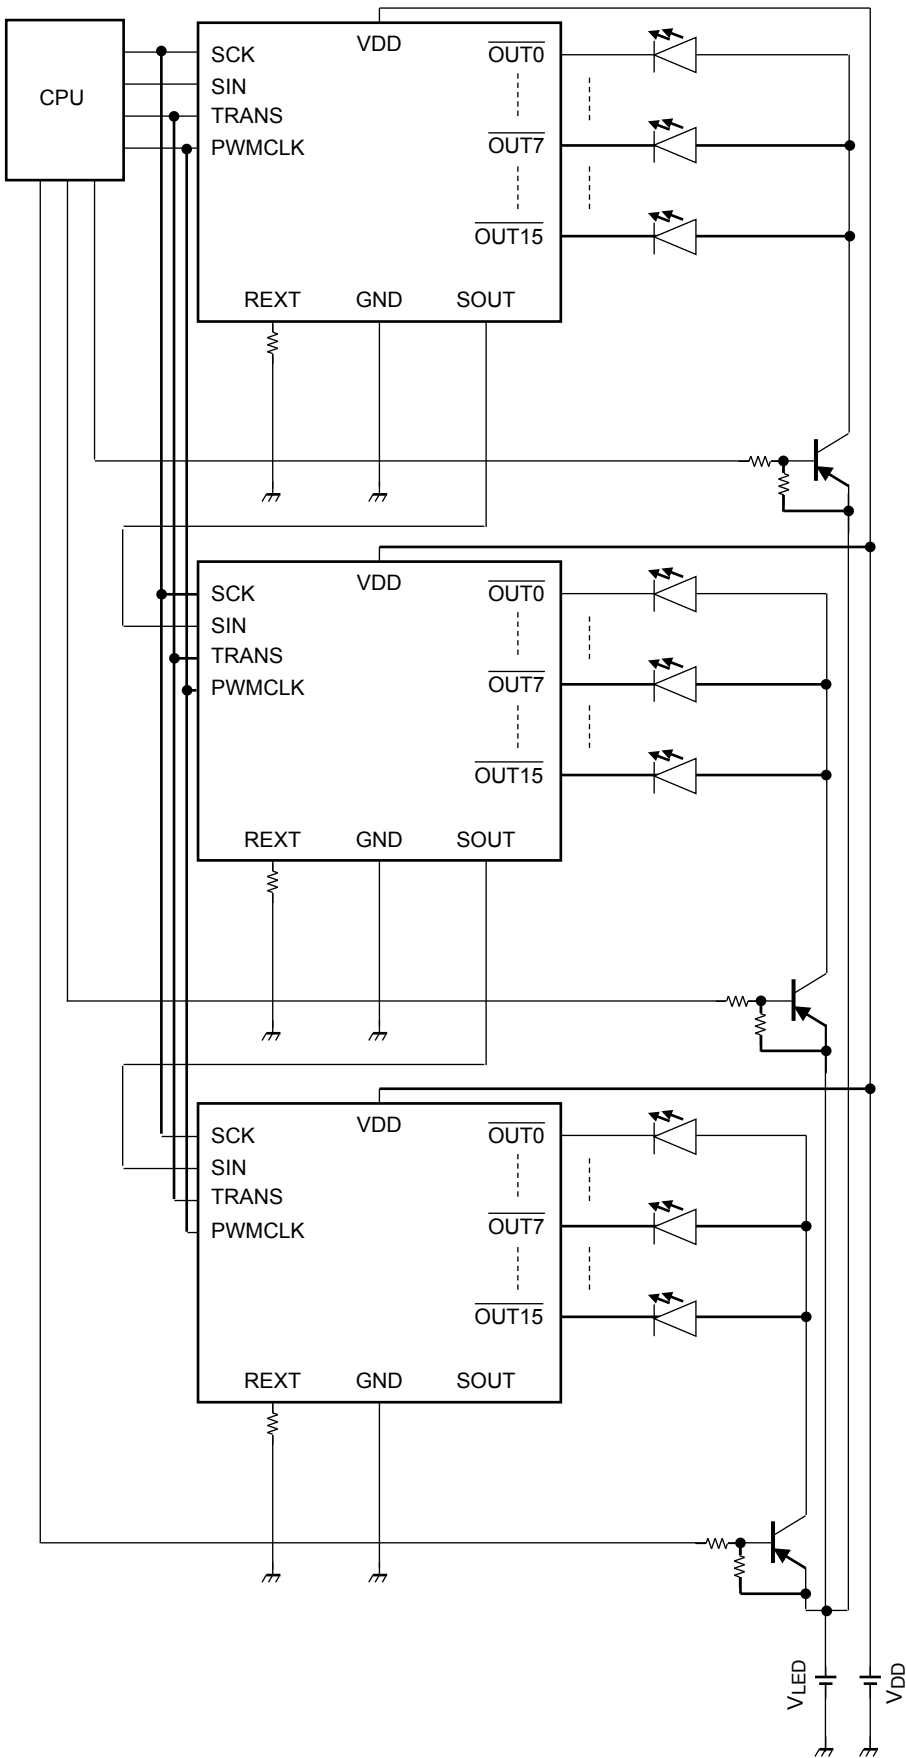 CPU
VDD
SCK
SIN
TRANS
PWMCLK
OUT0
OUT7
OUT15
REXT GND SOUT
VDD
SCK
SIN
TRANS
PWMCLK
OUT0
OUT7
OUT15
REXT GND SOUT
VDD
SCK
SIN
TRANS
PWMCLK
OUT0
OUT7
OUT15
REXT GND SOUT
VLED
VDD